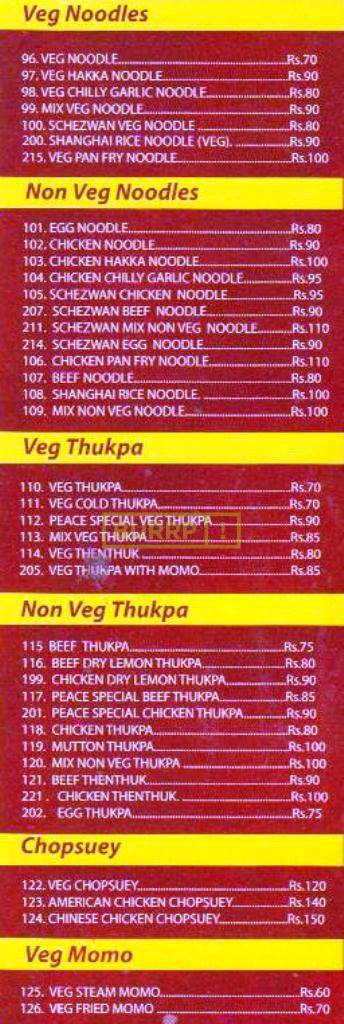 Veg Noodles
96. VEG NOODLE Rs.70
97. VEG HAKKA NOODLE Rs.90
98. VEG CHILLY GARLIC NOODLE Rs.80
99. MIX VEG NOODLE Rs.90
100. SCHEZWAN VEG NOODLE Rs.80
200. SHANGHAI RICE NOODLE (VEG). Rs.90
215. VEG PAN FRY NOODLE Rs.100
Non Veg Noodles
101. EGG NOODLE Rs.80
102. CHICKEN NOODLE Rs.90
103. CHICKEN HAKKA NOODLE Rs.100
104. CHICKEN CHILLY GARLIC NOODLE Rs.95
105. SCHEZWAN CHICKEN NOODLE Rs.95
207. SCHEZWAN BEEF NOODLE Rs.90
211. SCHEZWAN MIX NON VEG NOODLE Rs.110
214. SCHEZWAN EGG NOODLE Rs.90
106. CHICKEN PAN FRY NOODLE Rs.110
107. BEEF NOODLE Rs.80
108. SHANGHAI RICE NOODLE. Rs.100
109. MIX NON VEG NOODLE Rs.100
Veg Thukpa
110. VEG THUKPA Rs.70
111. VEG COLD THUKPA Rs.70
112. PEACE SPECIAL VEG THUKPA Rs.90
BURRP!
113. MIX VEG THUKPA Rs.85
114. VEG THENTHUK Rs.80
205. VEG THUKPA WITH MOMO Rs.85
Non Veg Thukpa
115 BEEF THUKPA Rs.75
116. BEEF DRY LEMON THUKPA Rs.80
199. CHICKEN DRY LEMON THUKPA Rs.90
117. PEACE SPECIAL BEEF THUKPA Rs.85
201. PEACE SPECIAL CHICKEN THUKPA Rs.90
118. CHICKEN THUKPA Rs.80
119. MUTTON THUKPA Rs.100
120. MIX NON VEG THUKPA Rs.100
121. BEEF THENTHUK Rs.90
221 . CHICKEN THENTHUK. Rs.100
202. EGG THUKPA Rs.75
Chopsuey
122. VEG CHOPSUEY Rs.120
123. AMERICAN CHICKEN CHOPSUEY Rs.140
124. CHINESE CHICKEN CHOPSUEY Rs.150
Veg Momo
125. VEG STEAM MOMO Rs.60
126. VEG FRIED MOMO Rs.70